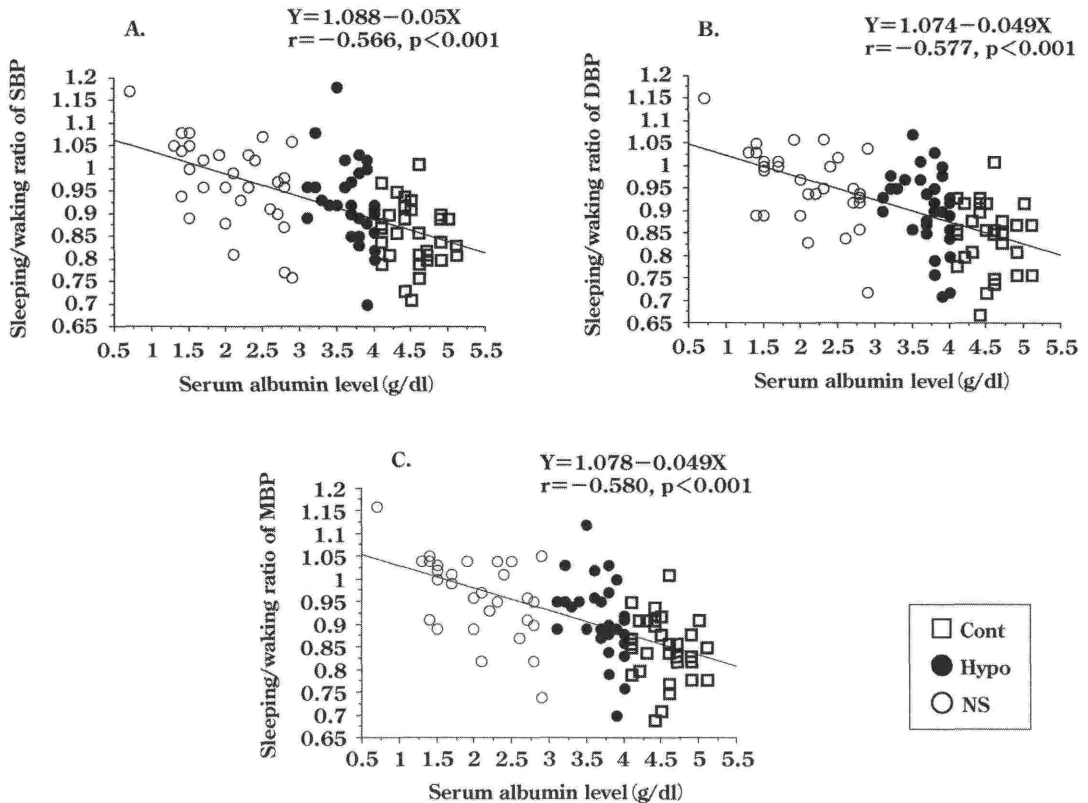 A.
Y=1.088−0.05X
r=−0.566, p<0.001
Sleeping/waking ratio of SBP
1.2
1.15
1.1
1.05
1
0.95
0.9
0.85
0.8
0.75
0.7
0.65
0.5 1 1.5 2 2.5 3 3.5 4 4.5 5 5.5
Serum albumin level (g/dl)
B.
Y=1.074−0.049X
r=−0.577, p<0.001
Sleeping/waking ratio of DBP
1.2
1.15
1.1
1.05
1
0.95
0.9
0.85
0.8
0.75
0.7
0.65
0.5 1 1.5 2 2.5 3 3.5 4 4.5 5 5.5
Serum albumin level (g/dl)
C.
Y=1.078−0.049X
r=−0.580, p<0.001
Sleeping/waking ratio of MBP
1.2
1.15
1.1
1.05
1
0.95
0.9
0.85
0.8
0.75
0.7
0.65
0.5 1 1.5 2 2.5 3 3.5 4 4.5 5 5.5
Serum albumin level (g/dl)
Cont
Hypo
NS